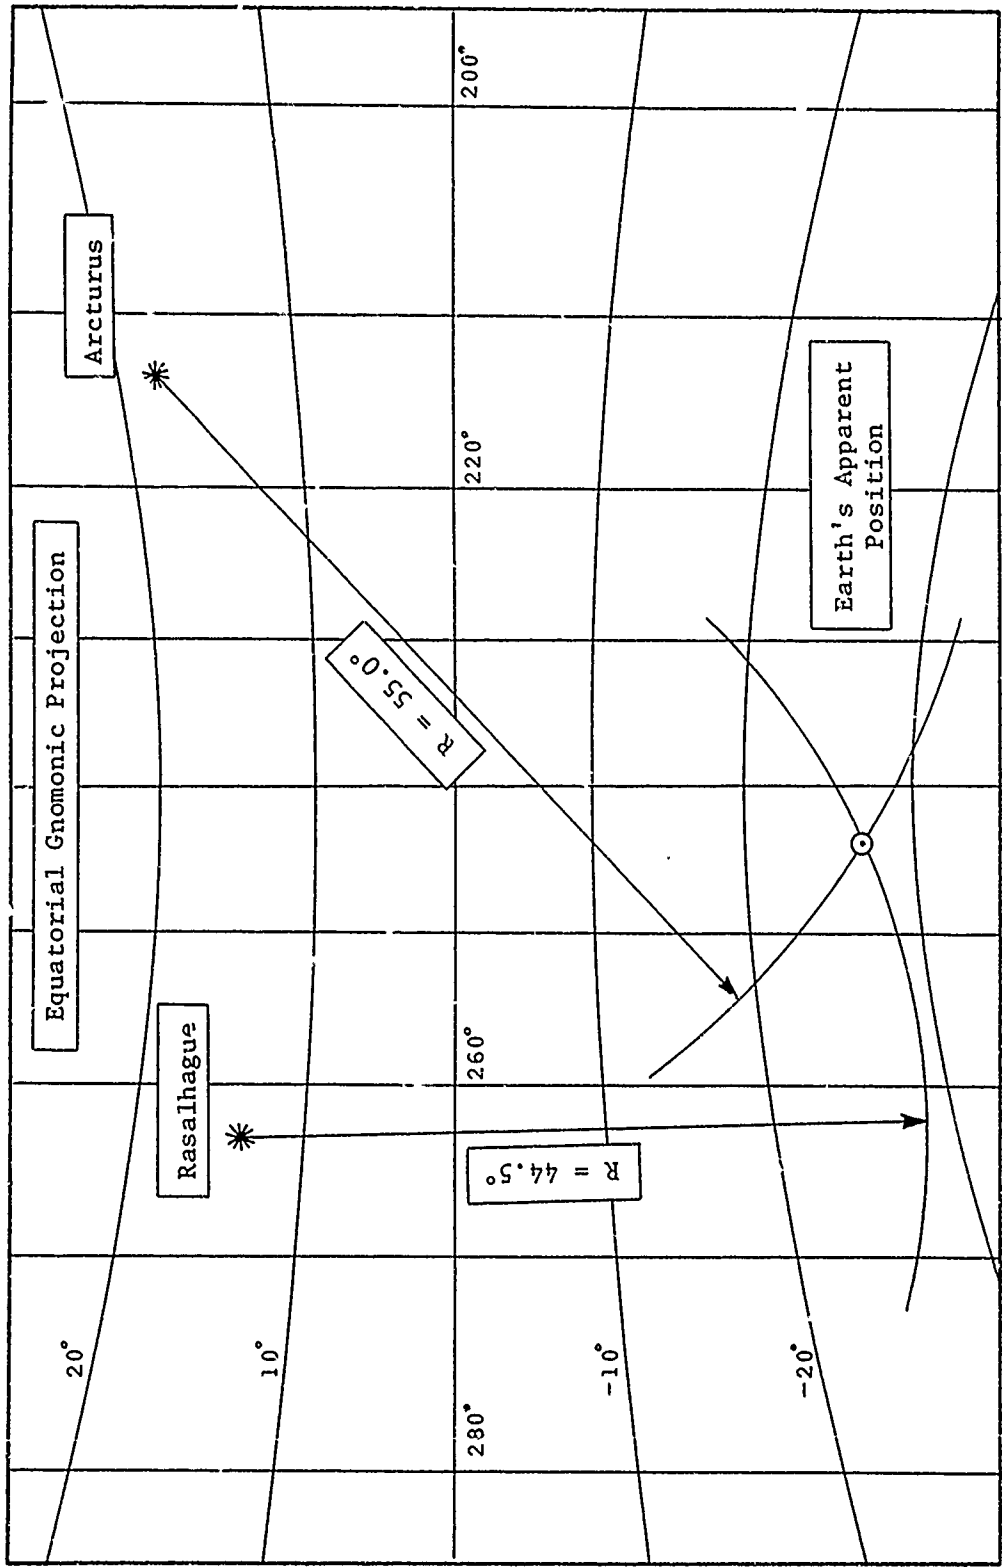 Equatorial Gnomonic Projection
Arcturus
Rasalhague
Earth's Apparent
Position
R = 55.0°
R = 44.5°
20°
10°
-10°
-20°
280°
260°
220°
200°